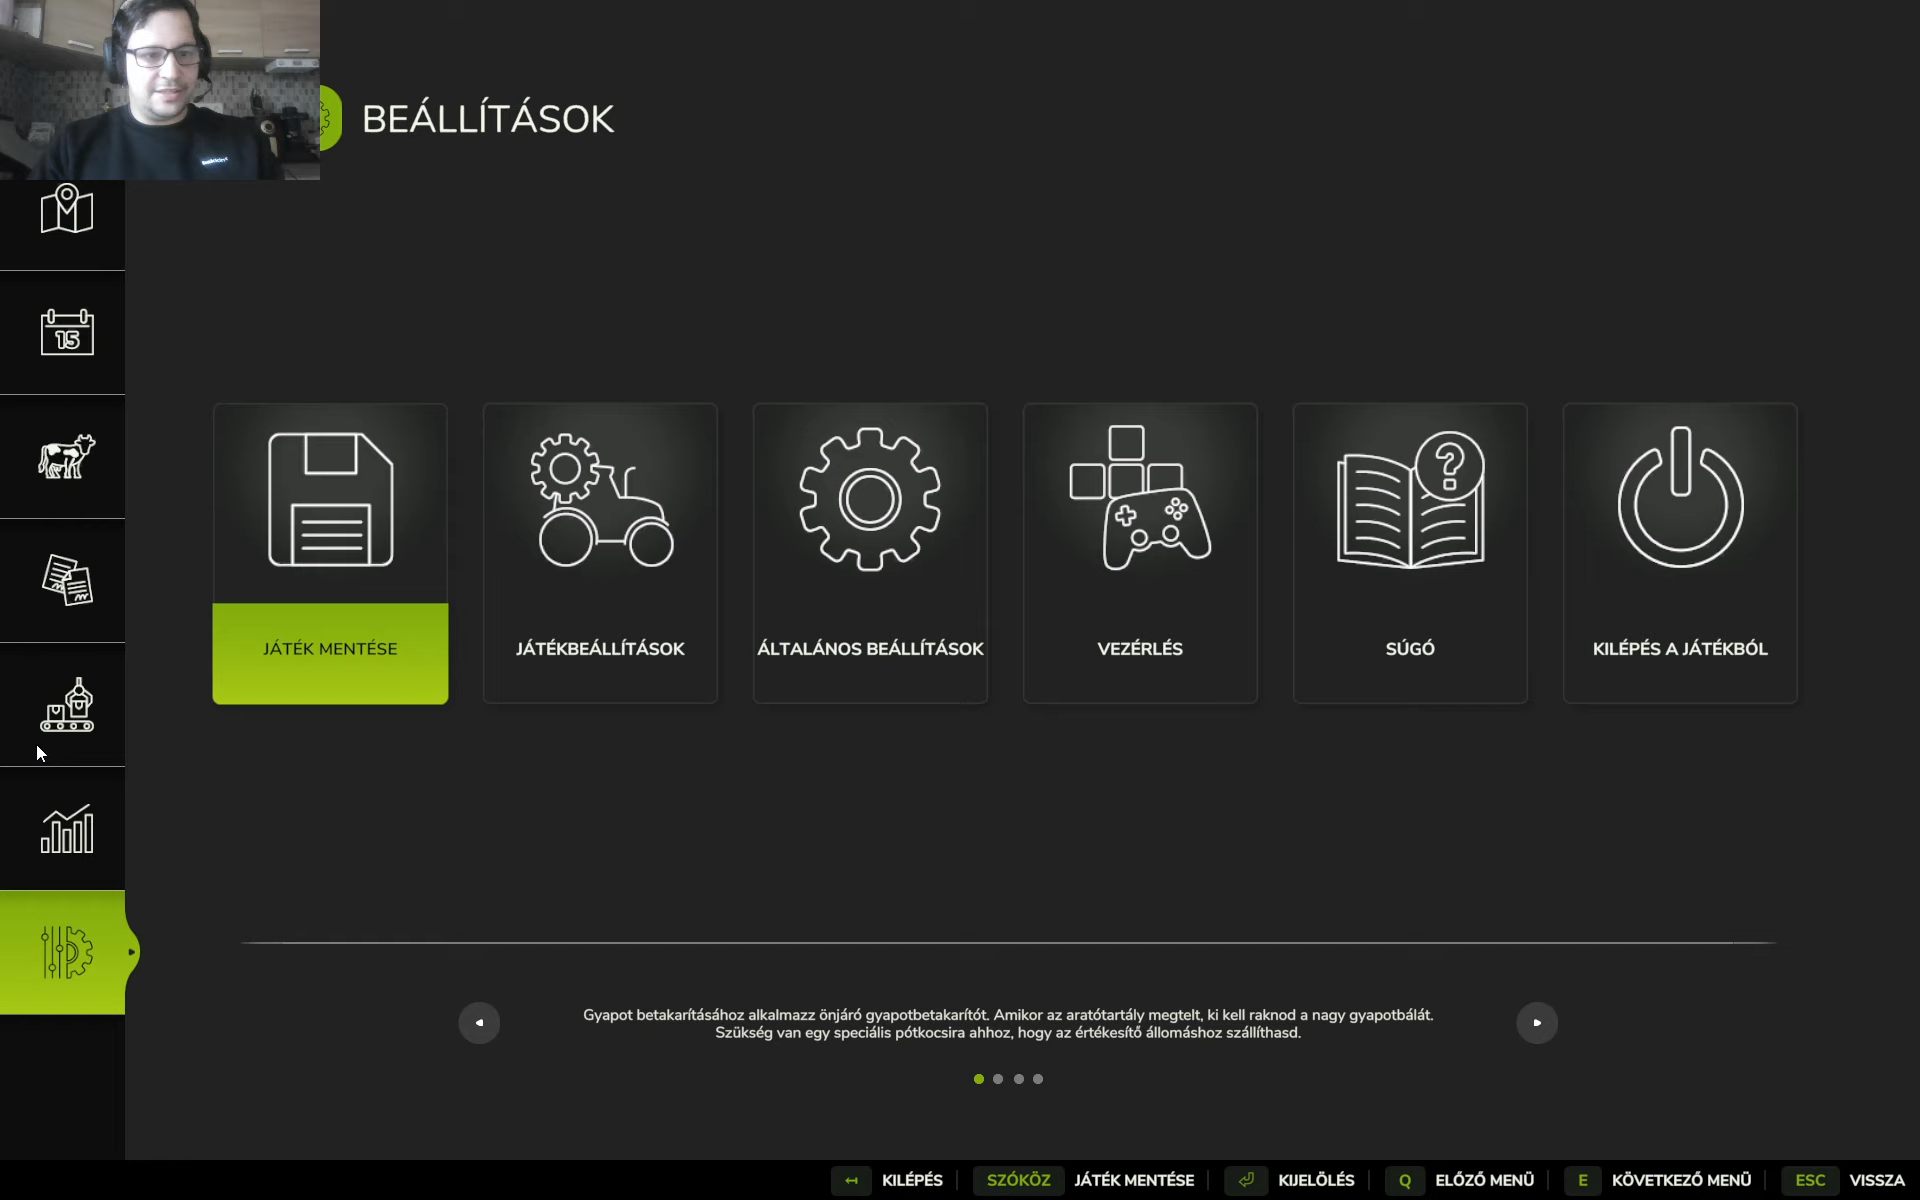 BEÁLLÍTÁSOK
15
JÁTÉK MENTÉSE
JÁTÉKBEÁLLÍTÁSOK
ÁLTALÁNOS BEÁLLÍTÁSOK
VEZÉRLÉS
SÚGÓ
KILÉPÉS A JÁTÉKBÓL
Gyapot betakarításához alkalmazz önjáró gyapotbetakarítót. Amikor az aratótartály megtelt, ki kell raknod a nagy gyapotbálát.
Szükség van egy speciális pótkocsira ahhoz, hogy az értékesítő állomáshoz szállíthasd.
KILÉPÉS
SZÓKÖZ JÁTÉK MENTÉSE
KIJELÖLÉS
Q ELŐZŐ MENÜ
E KÖVETKEZŐ MENÜ
ESC VISSZA